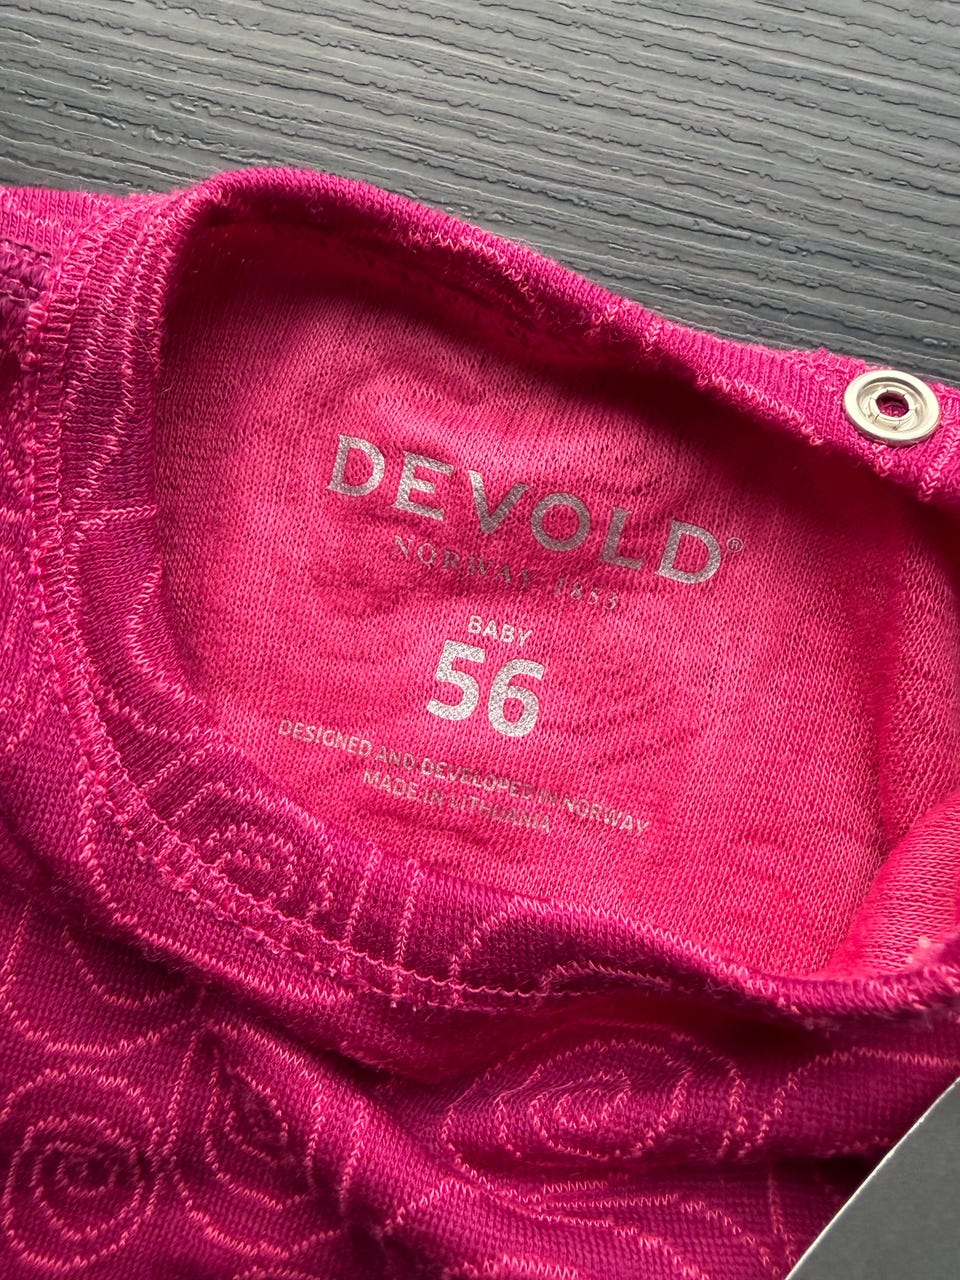 DEVOLD®
NORWAY 1853
BABY
56
DESIGNED AND DEVELOPED IN NORWAY
MADE IN LITHUANIA